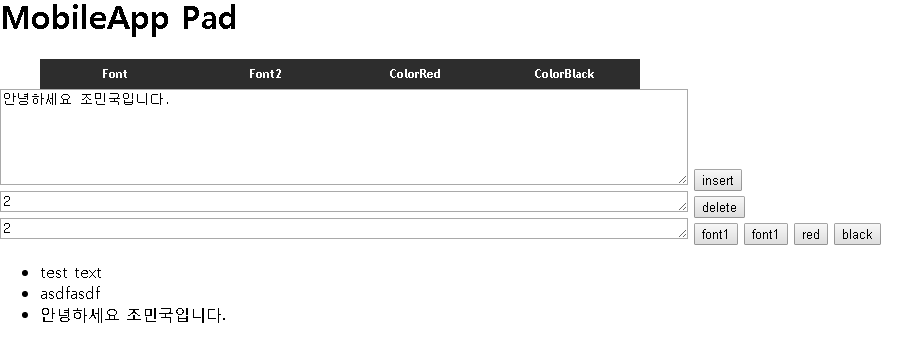 MobileApp Pad
Font Font2 ColorRed ColorBlack
안녕하세요 조민국입니다.
insert
2 delete
2 font1 font1 red black
test text
asdfasdf
안녕하세요 조민국입니다.